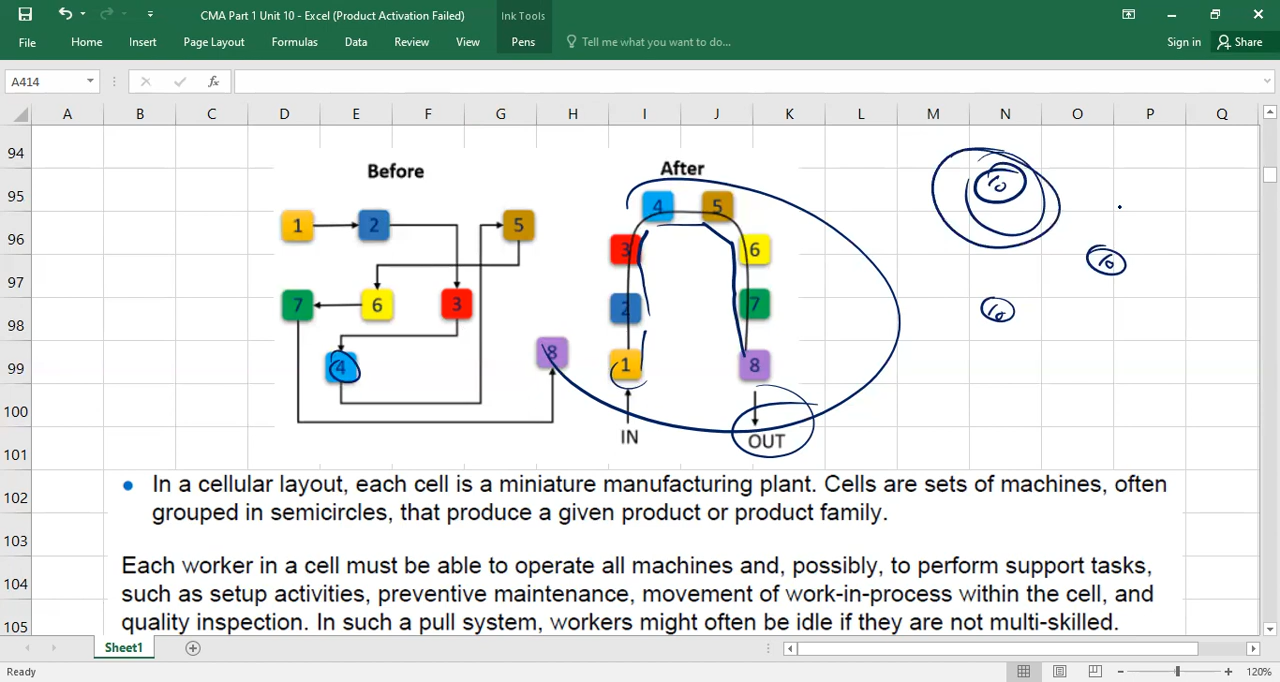 CMA Part 1 Unit 10 - Excel (Product Activation Failed)
Ink Tools
File Home Insert Page Layout Formulas Data Review View Pens Tell me what you want to do... Sign in Share
A414 fx
A B C D E F G H I J K L M N O P Q
94
95
96
97
98
99
100
101
102
103
104
105
Before
After
1 2 5
7 6 3
4
8
4 5
3 6
2 7
1 8
IN OUT
10
10
10
• In a cellular layout, each cell is a miniature manufacturing plant. Cells are sets of machines, often
grouped in semicircles, that produce a given product or product family.
Each worker in a cell must be able to operate all machines and, possibly, to perform support tasks,
such as setup activities, preventive maintenance, movement of work-in-process within the cell, and
quality inspection. In such a pull system, workers might often be idle if they are not multi-skilled.
Sheet1
Ready
120%